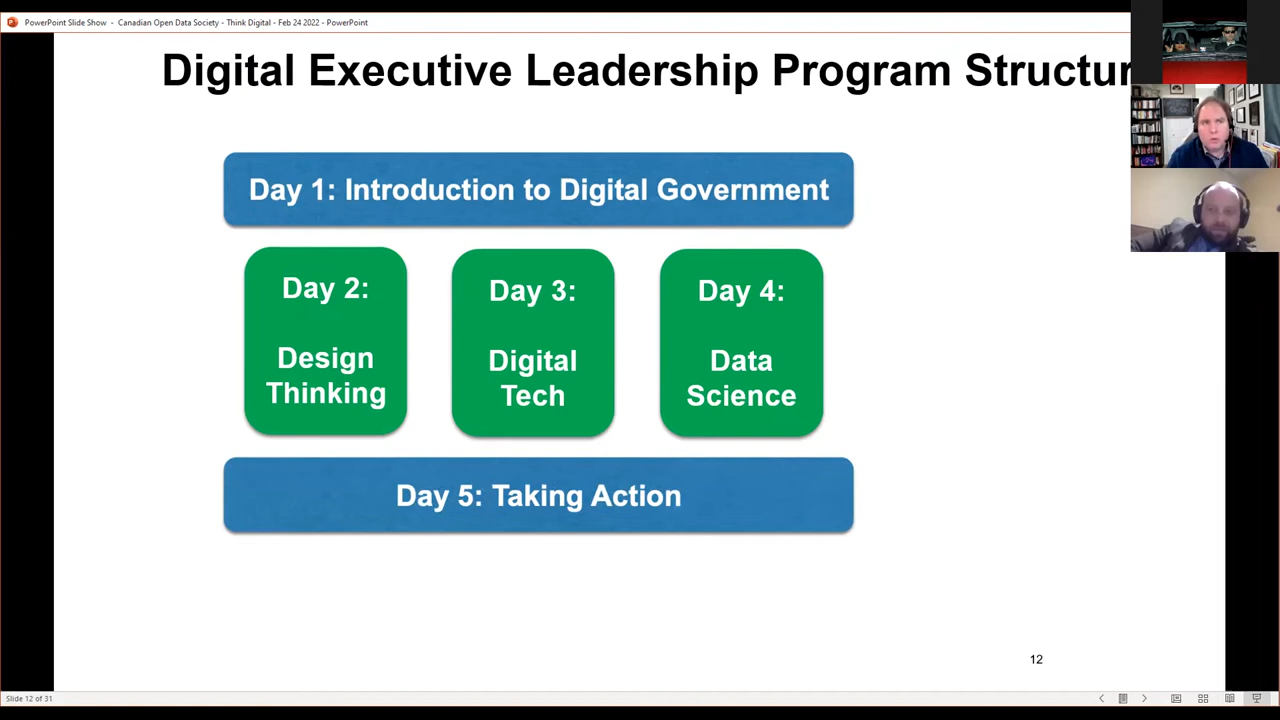 PowerPoint Slide Show - Canadian Open Data Society - Think Digital - Feb 24 2022 - PowerPoint
Digital Executive Leadership Program Structur
Day 1: Introduction to Digital Government
Day 2:
Design
Thinking
Day 3:
Digital
Tech
Day 4:
Data
Science
Day 5: Taking Action
12
Slide 12 of 31